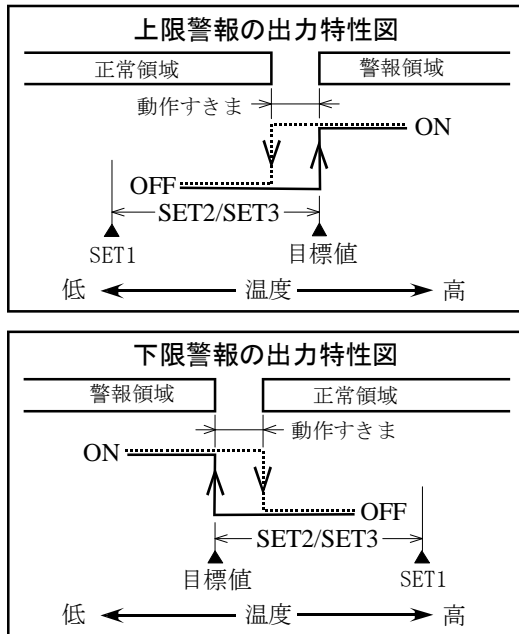 上限警報の出力特性図
正常領域 警報領域
動作すきま
ON
OFF
SET2/SET3
SET1 目標値
低 温度 高
下限警報の出力特性図
警報領域 正常領域
動作すきま
ON
OFF
SET2/SET3
目標値 SET1
低 温度 高